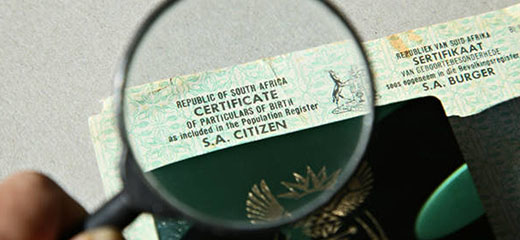 REPUBLIC OF SOUTH AFRICA
CERTIFICATE
OF PARTICULARS OF BIRTH
as included in the Population Register
S.A. CITIZEN
REPUBLIEK VAN SUID-AFRIKA
SERTIFIKAAT
VAN GEBOORTEBESONDERHEDE
soos opgeneem in die Bevolkingsregister
S.A. BURGER